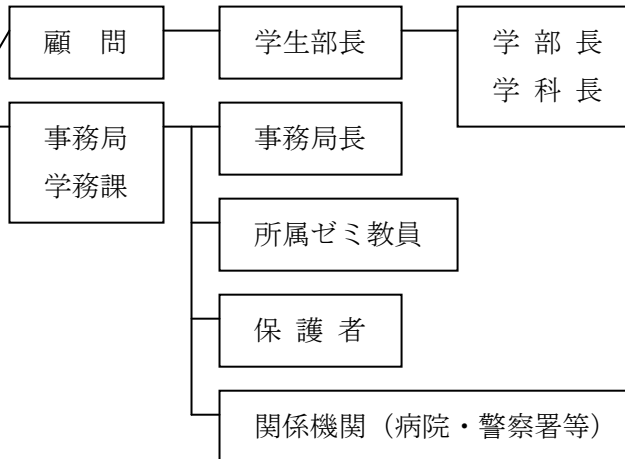 顧　問
学生部長
学 部 長
学 科 長
事務局
学務課
事務局長
所属ゼミ教員
保 護 者
関係機関（病院・警察署等）